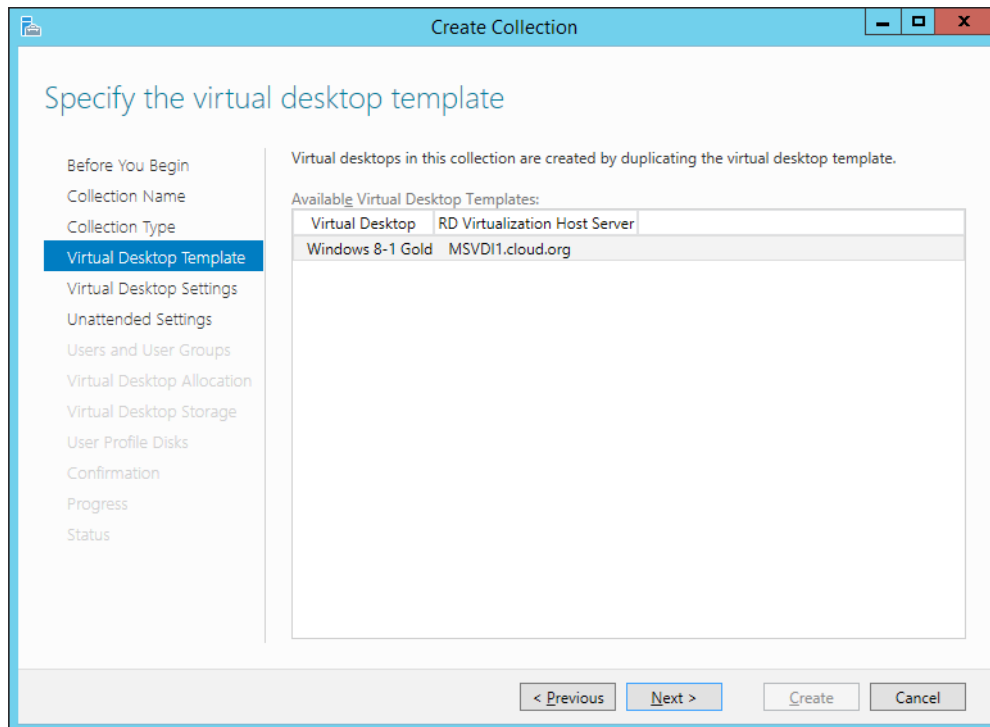 Create Collection
Specify the virtual desktop template
Before You Begin
Collection Name
Collection Type
Virtual Desktop Template
Virtual Desktop Settings
Unattended Settings
Users and User Groups
Virtual Desktop Allocation
Virtual Desktop Storage
User Profile Disks
Confirmation
Progress
Status
Virtual desktops in this collection are created by duplicating the virtual desktop template.
Available Virtual Desktop Templates:
Virtual Desktop RD Virtualization Host Server
Windows 8-1 Gold MSVDI1.cloud.org
< Previous Next > Create Cancel